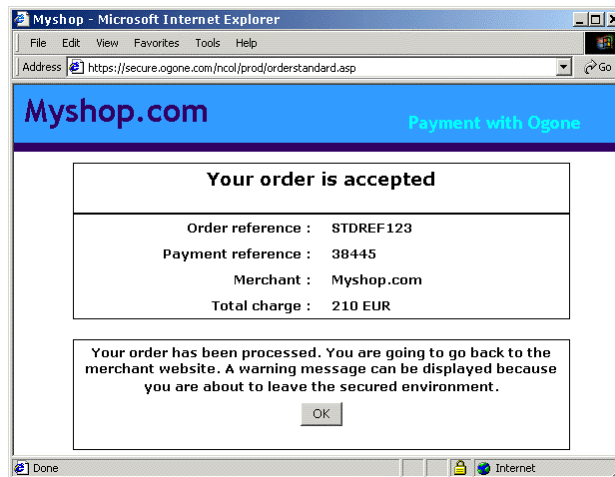 Myshop - Microsoft Internet Explorer
File Edit View Favorites Tools Help
Address https://secure.ogone.com/ncol/prod/orderstandard.asp Go
Myshop.com
Payment with Ogone
Your order is accepted
Order reference : STDREF123
Payment reference : 38445
Merchant : Myshop.com
Total charge : 210 EUR
Your order has been processed. You are going to go back to the
merchant website. A warning message can be displayed because
you are about to leave the secured environment.
OK
Done Internet